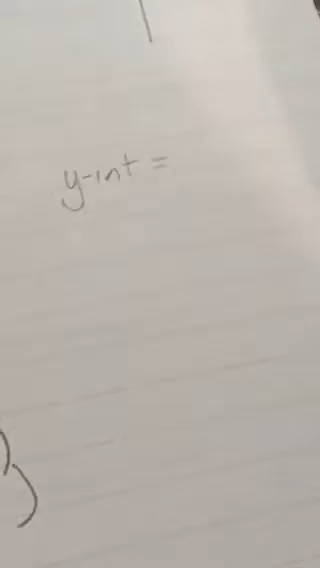 y-int =